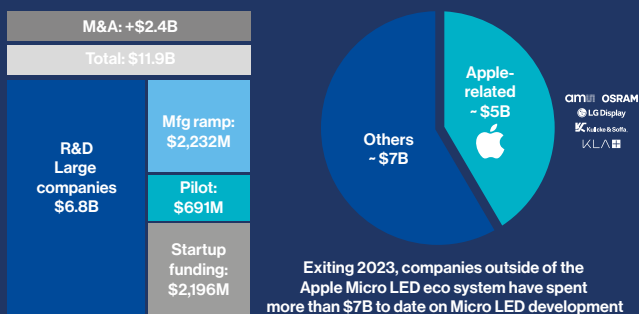 M&A: +$2.4B
Total: $11.9B
R&D
Large
companies
$6.8B
Mfg ramp:
$2,232M
Pilot:
$691M
Startup
funding:
$2,196M
Others
~ $7B
Apple-
related
~ $5B
am OSRAM
LG Display
Kulicke & Soffa.
KLA
Exiting 2023, companies outside of the
Apple Micro LED eco system have spent
more than $7B to date on Micro LED development